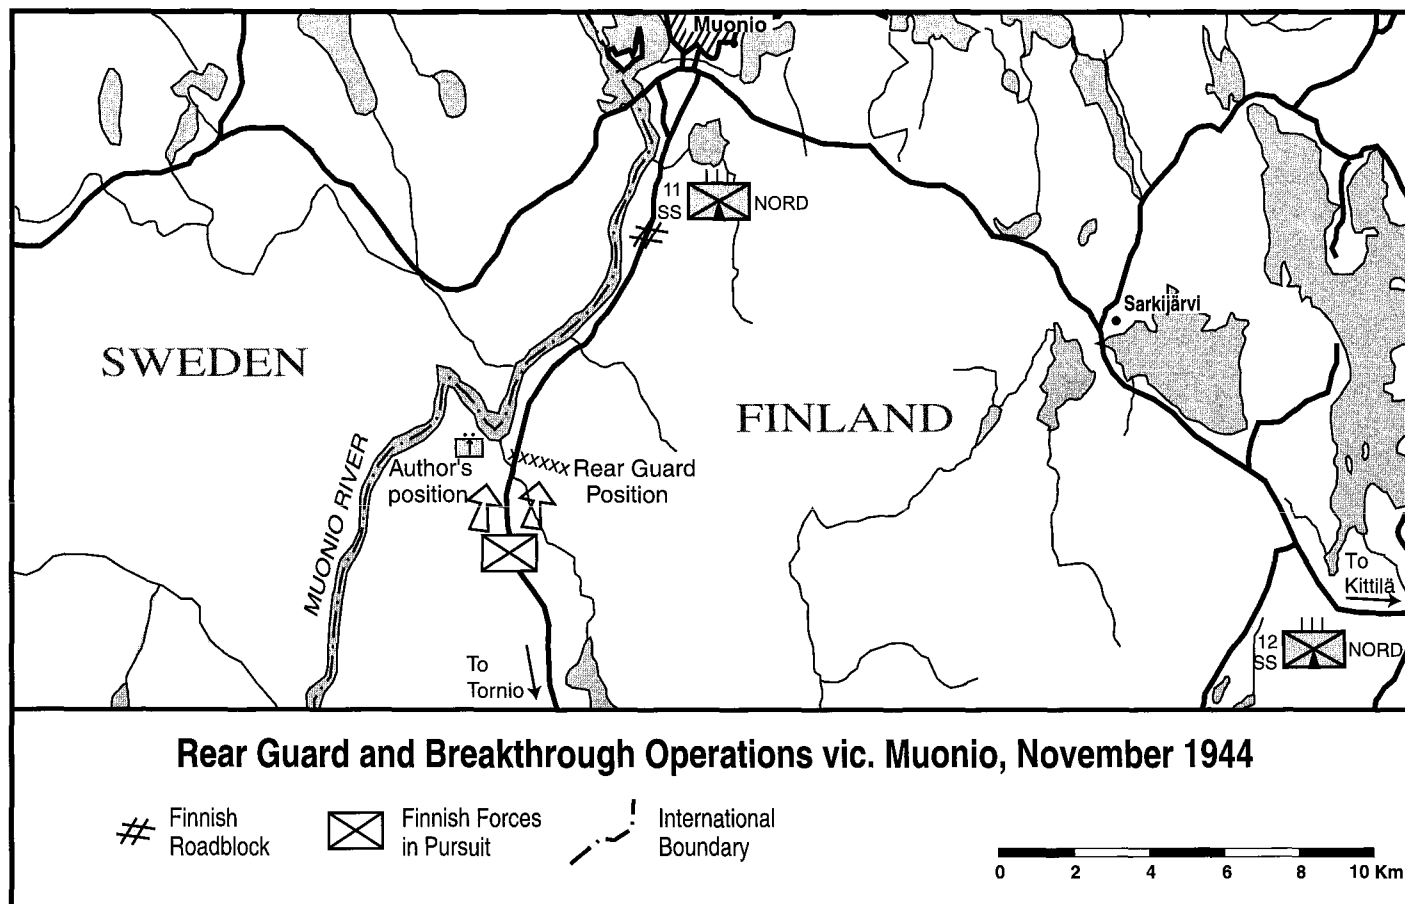 Muonio
11
SS
NORD
Sarkijärvi
SWEDEN
FINLAND
MUONIO RIVER
Author's
position
xxxxxx Rear Guard
Position
To
Kittilä
12
SS
NORD
To
Tornio
Rear Guard and Breakthrough Operations vic. Muonio, November 1944
Finnish
Roadblock
Finnish Forces
in Pursuit
International
Boundary
0 2 4 6 8 10 Km